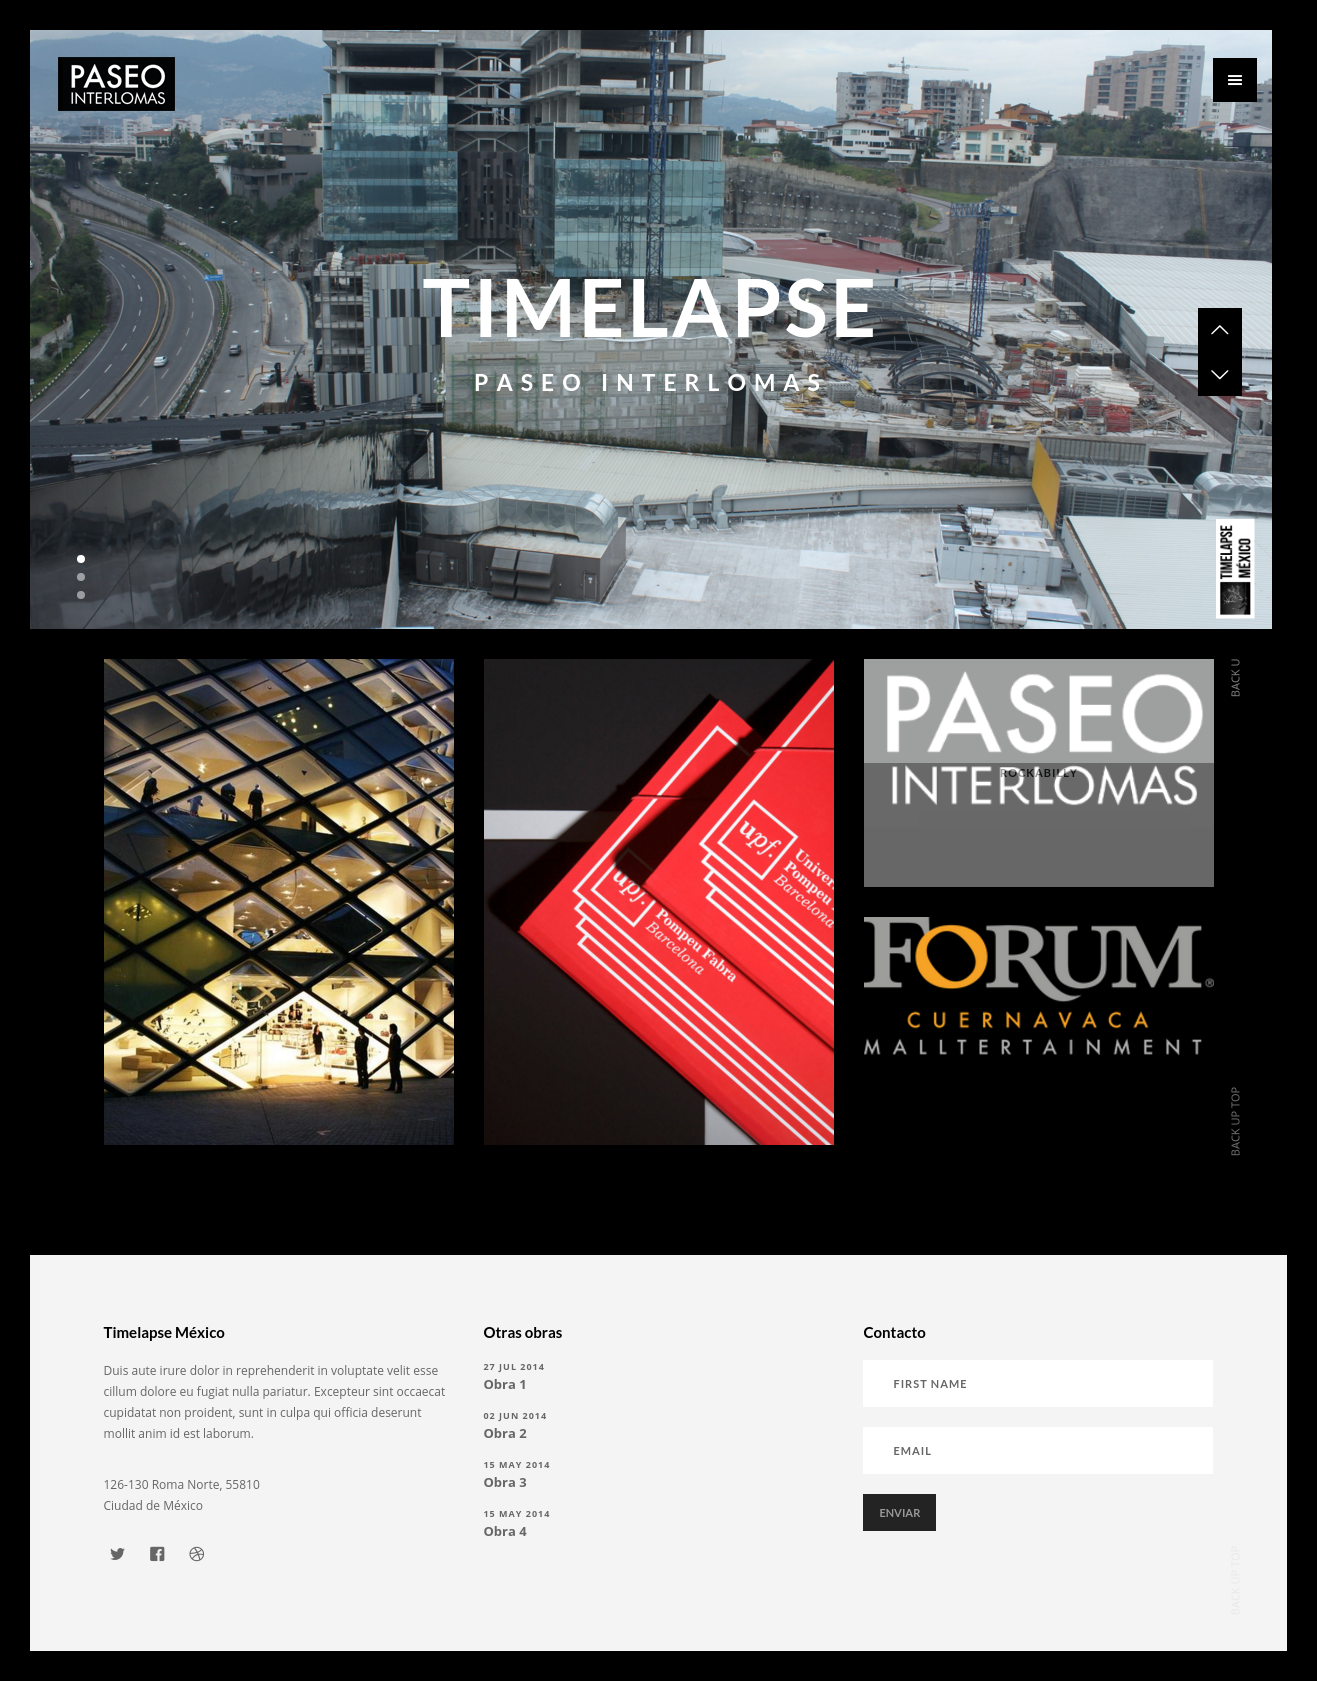 PASEO
INTERLOMAS
TIMELAPSE
PASEO INTERLOMAS
TIMELAPSE
MÉXICO
BACK U
upf.
Univers
Pompeu
Barcelona
upf.
Pompeu Fabra
Barcelona
PASEO
INTERLOMAS
ROCKABILLY
FORUM®
CUERNAVACA
MALLTERTAINMENT
BACK UP TOP
Timelapse México
Duis aute irure dolor in reprehenderit in voluptate velit esse
cillum dolore eu fugiat nulla pariatur. Excepteur sint occaecat
cupidatat non proident, sunt in culpa qui officia deserunt
mollit anim id est laborum.
126-130 Roma Norte, 55810
Ciudad de México
Otras obras
27 JUL 2014
Obra 1
02 JUN 2014
Obra 2
15 MAY 2014
Obra 3
15 MAY 2014
Obra 4
Contacto
FIRST NAME
EMAIL
ENVIAR
BACK UP TOP